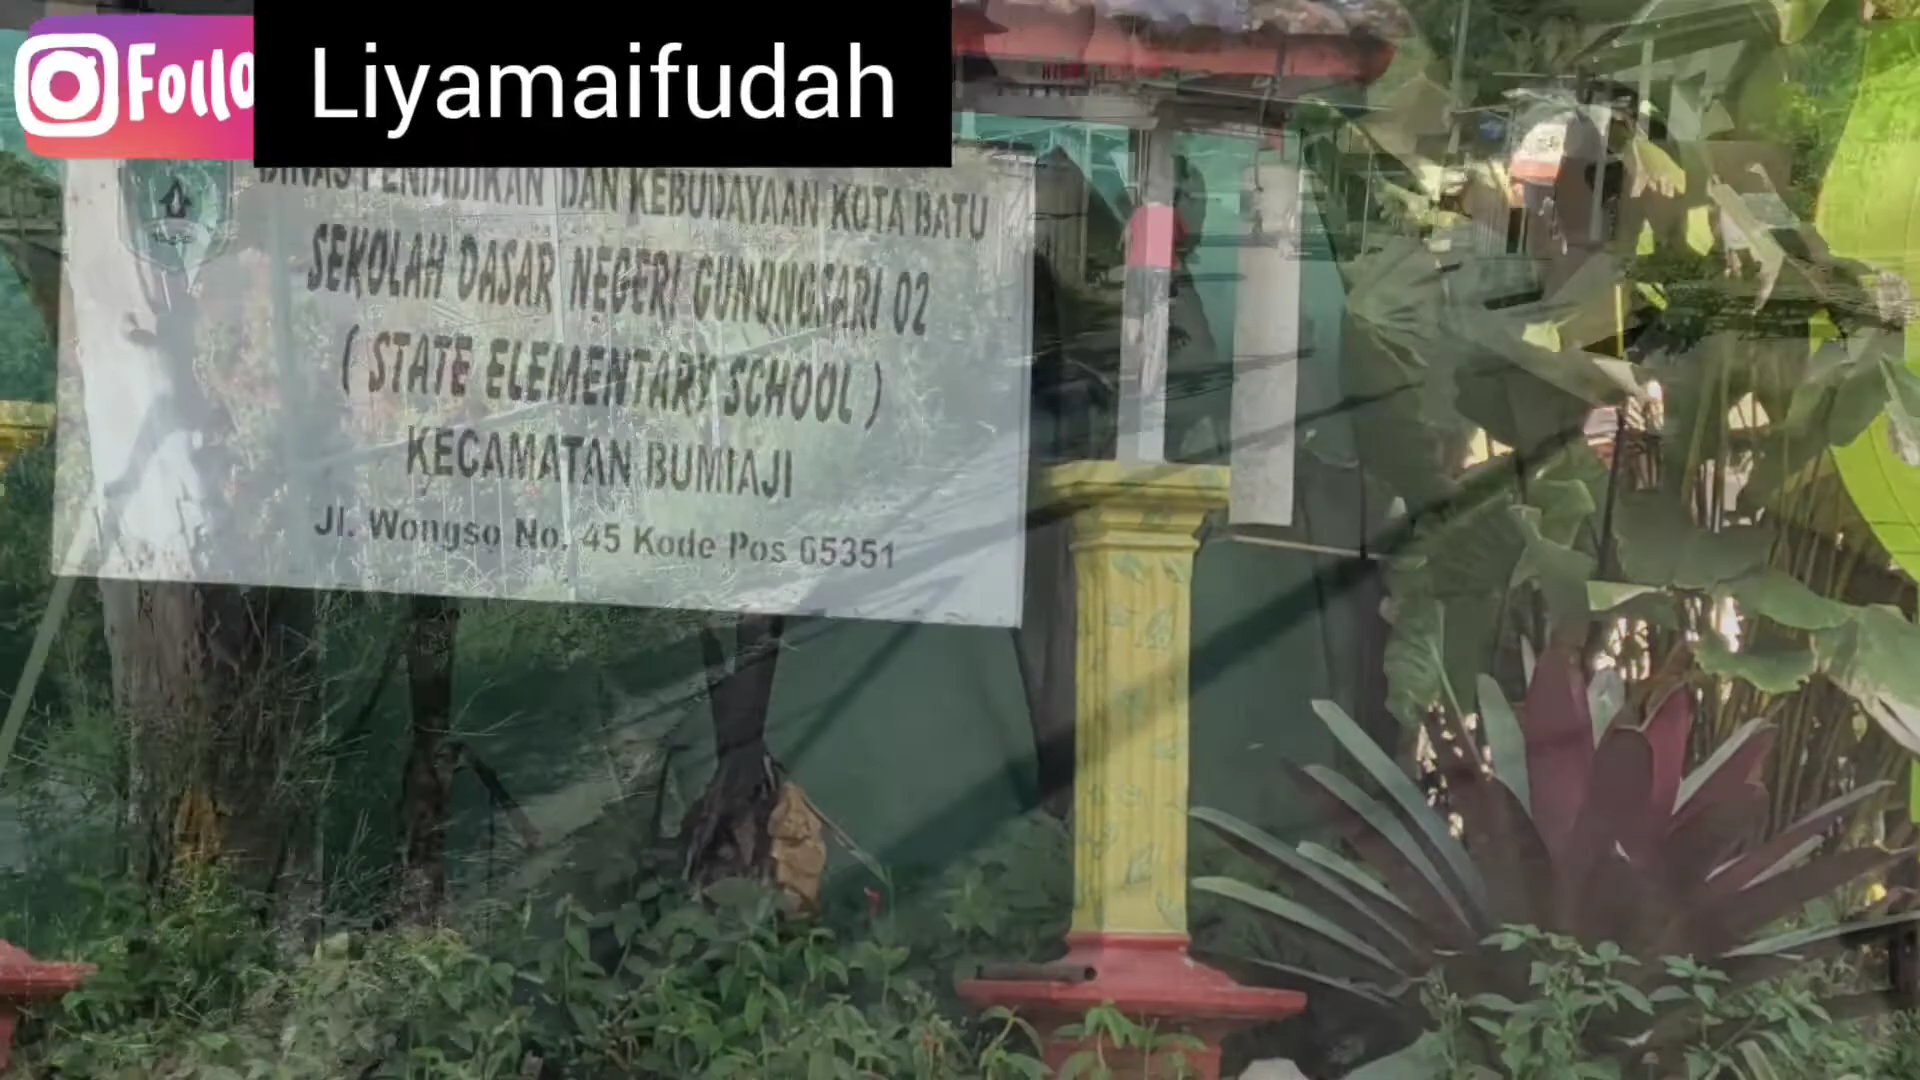 Follo
Liyamaifudah
DINAS PENDIDIKAN DAN KEBUDAYAAN KOTA BATU
SEKOLAH DASAR NEGERI GUNUNGSARI 02
( STATE ELEMENTARY SCHOOL )
KECAMATAN BUMIAJI
Jl. Wongso No. 45 Kode Pos 65351